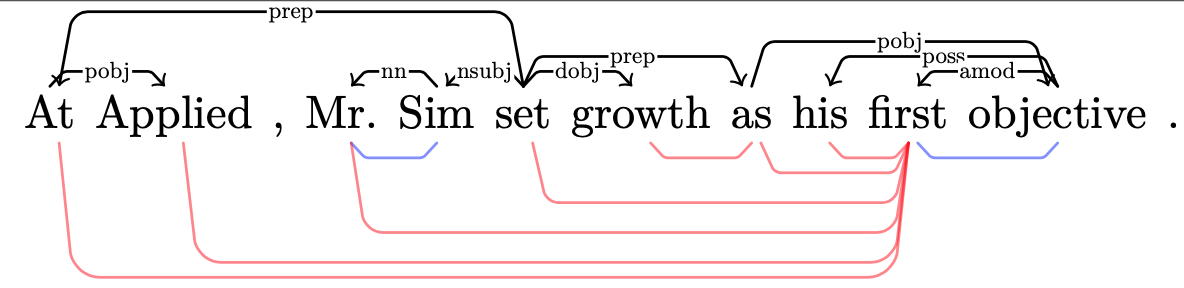 prep
pobj
prep
poss
pobj nn nsubj dobj amod
At Applied , Mr. Sim set growth as his first objective .